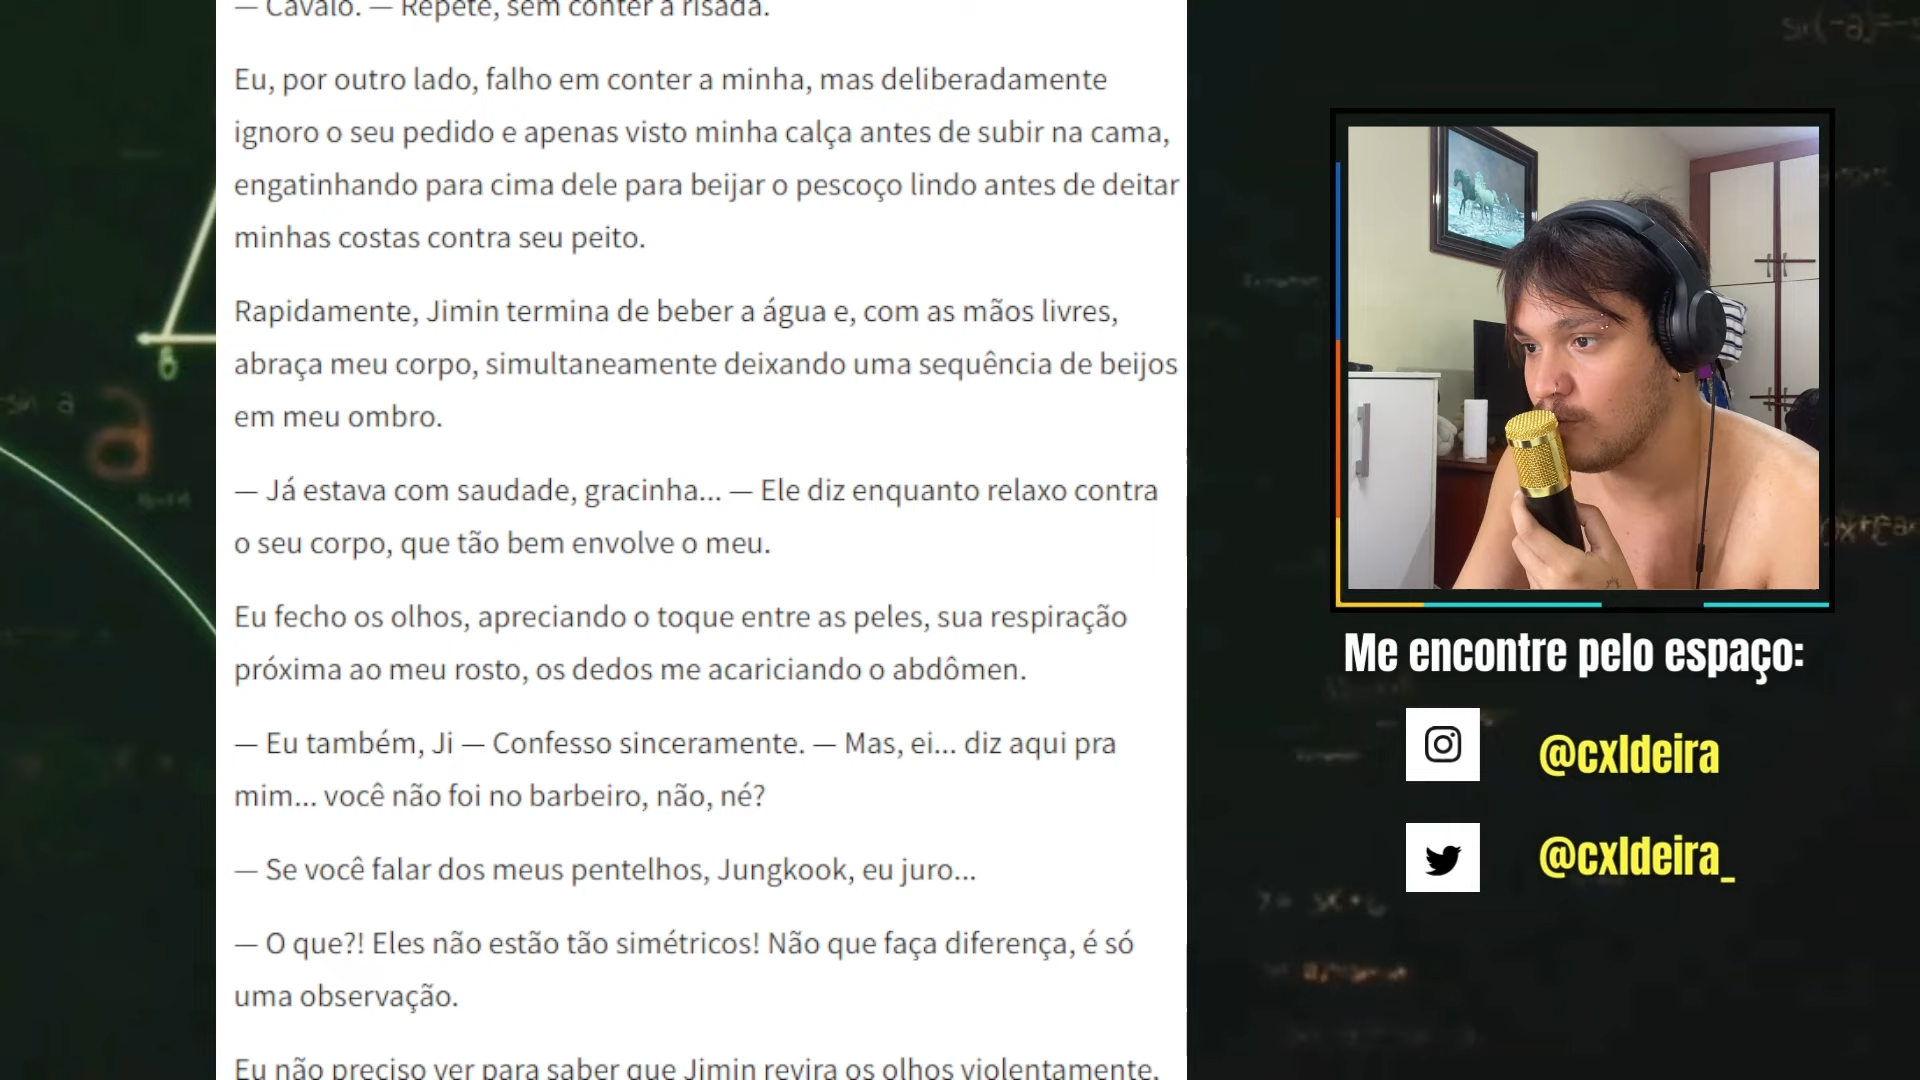 — Cavalo. — Repete, sem conter a risada.
Eu, por outro lado, falho em conter a minha, mas deliberadamente
ignoro o seu pedido e apenas visto minha calça antes de subir na cama,
engatinhando para cima dele para beijar o pescoço lindo antes de deitar
minhas costas contra seu peito.
Rapidamente, Jimin termina de beber a água e, com as mãos livres,
abraça meu corpo, simultaneamente deixando uma sequência de beijos
em meu ombro.
— Já estava com saudade, gracinha... — Ele diz enquanto relaxo contra
o seu corpo, que tão bem envolve o meu.
Eu fecho os olhos, apreciando o toque entre as peles, sua respiração
próxima ao meu rosto, os dedos me acariciando o abdômen.
— Eu também, Ji — Confesso sinceramente. — Mas, ei... diz aqui pra
mim... você não foi no barbeiro, não, né?
— Se você falar dos meus pentelhos, Jungkook, eu juro...
— O que?! Eles não estão tão simétricos! Não que faça diferença, é só
uma observação.
Eu não preciso ver para saber que Jimin revira os olhos violentamente.
Me encontre pelo espaço:
@cxldeira
@cxldeira_
sin a
a
6